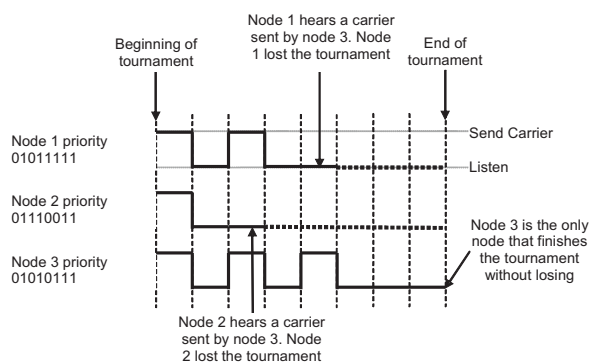 Node 1 hears a carrier
sent by node 3. Node
1 lost the tournament
Beginning of
tournament
End of
tournament
Node 1 priority
01011111
Send Carrier
Listen
Node 2 priority
01110011
Node 3 priority
01010111
Node 3 is the only
node that finishes
the tournament
without losing
Node 2 hears a carrier
sent by node 3. Node
2 lost the tournament